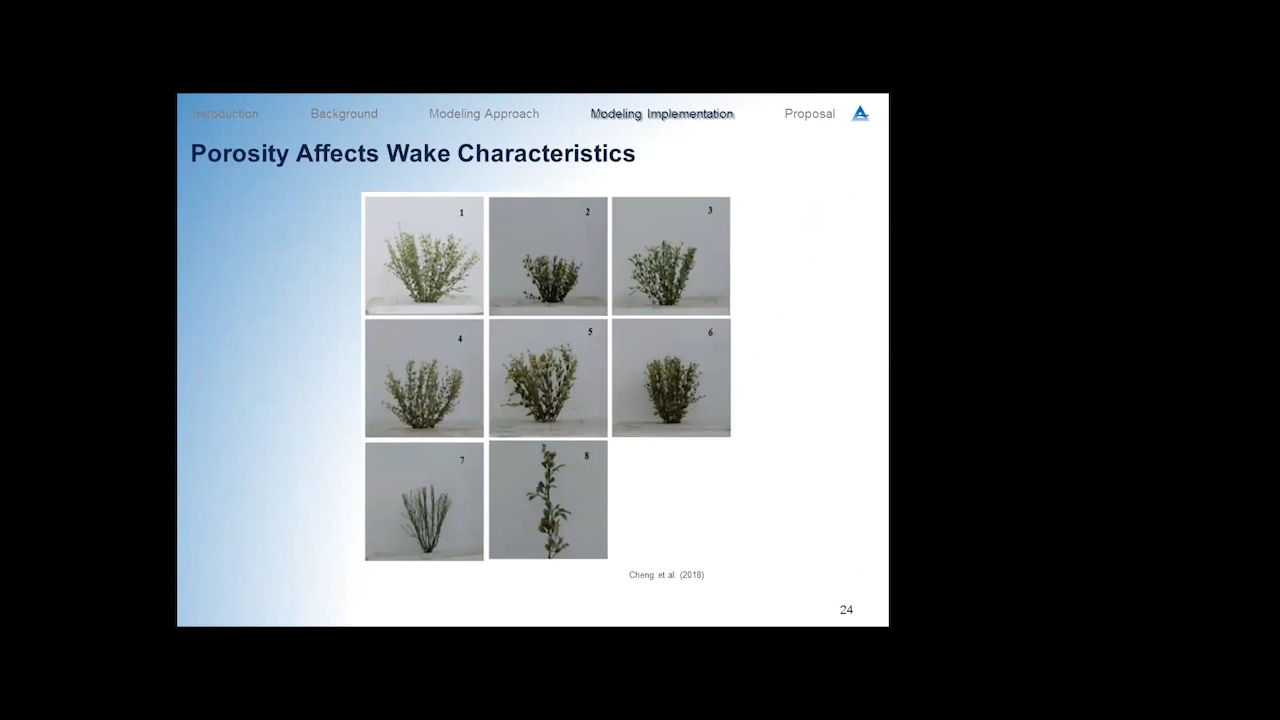 Introduction Background Modeling Approach Modeling Implementation Proposal
Porosity Affects Wake Characteristics
1 2 3
4 5 6
7 8
Cheng et al. (2018)
24